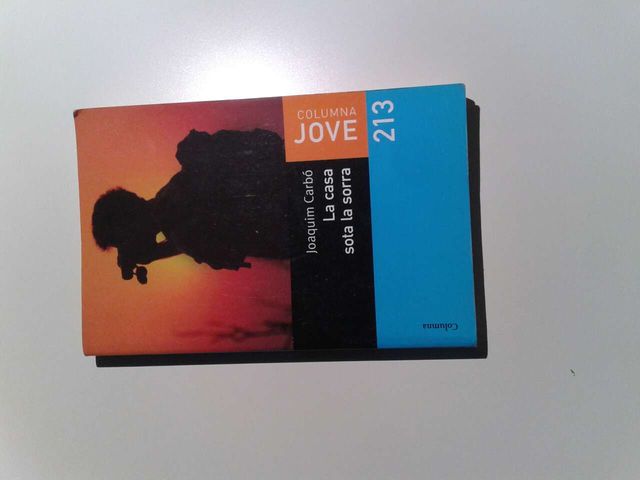 COLUMNA
JOVE
213
Joaquim Carbó
La casa
sota la sorra
Columna